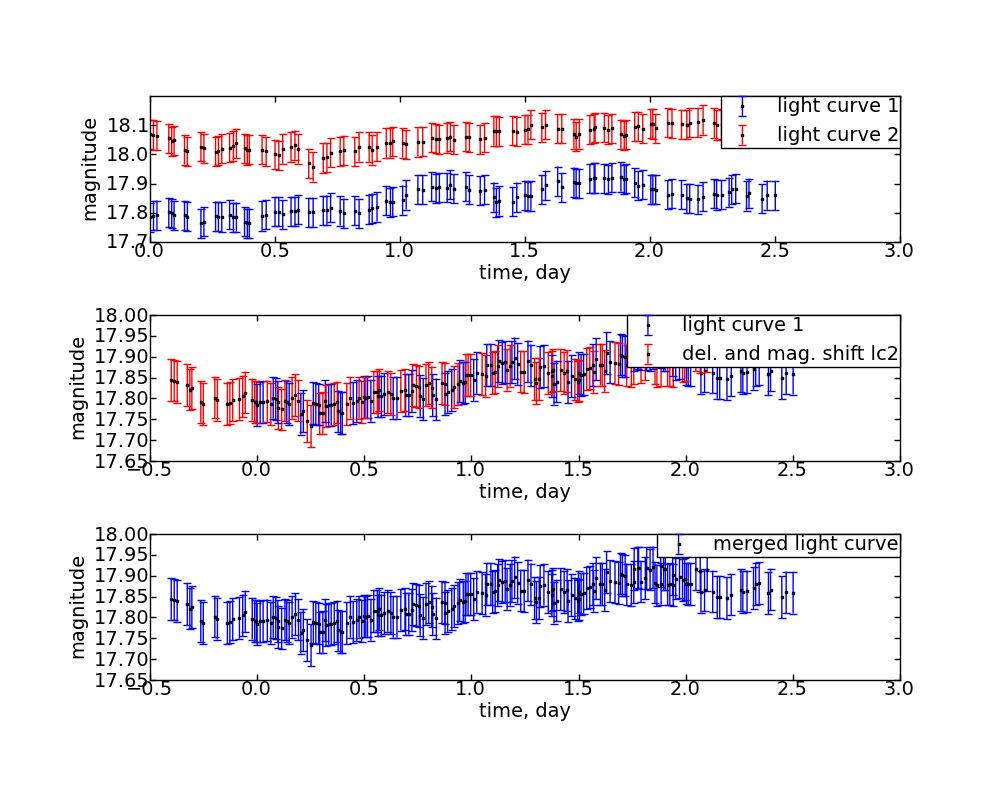 light curve 1
light curve 2
18.1
18.0
17.9
17.8
17.7
magnitude
0.0 0.5 1.0 1.5 2.0 2.5 3.0
time, day
light curve 1
del. and mag. shift lc2
18.00
17.95
17.90
17.85
17.80
17.75
17.70
17.65
magnitude
−0.5 0.0 0.5 1.0 1.5 2.0 2.5 3.0
time, day
merged light curve
18.00
17.95
17.90
17.85
17.80
17.75
17.70
17.65
magnitude
−0.5 0.0 0.5 1.0 1.5 2.0 2.5 3.0
time, day